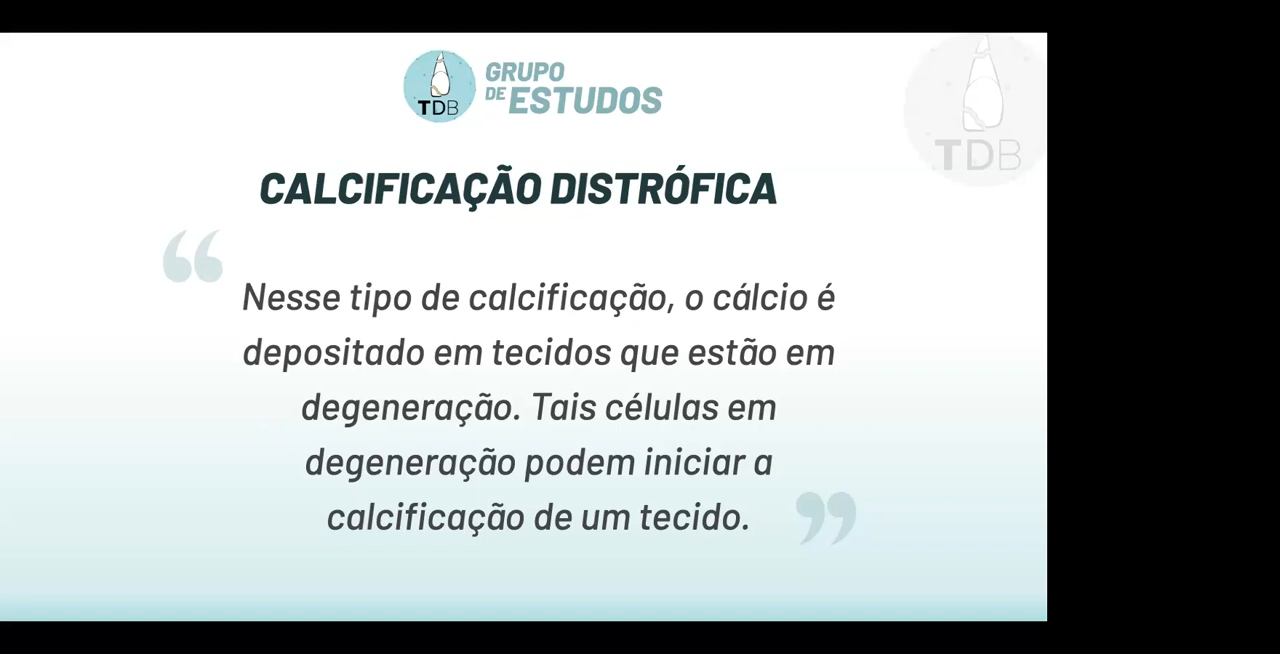 TDB
GRUPO
DE ESTUDOS
TDB
CALCIFICAÇÃO DISTRÓFICA
“
Nesse tipo de calcificação, o cálcio é
depositado em tecidos que estão em
degeneração. Tais células em
degeneração podem iniciar a
calcificação de um tecido.
”